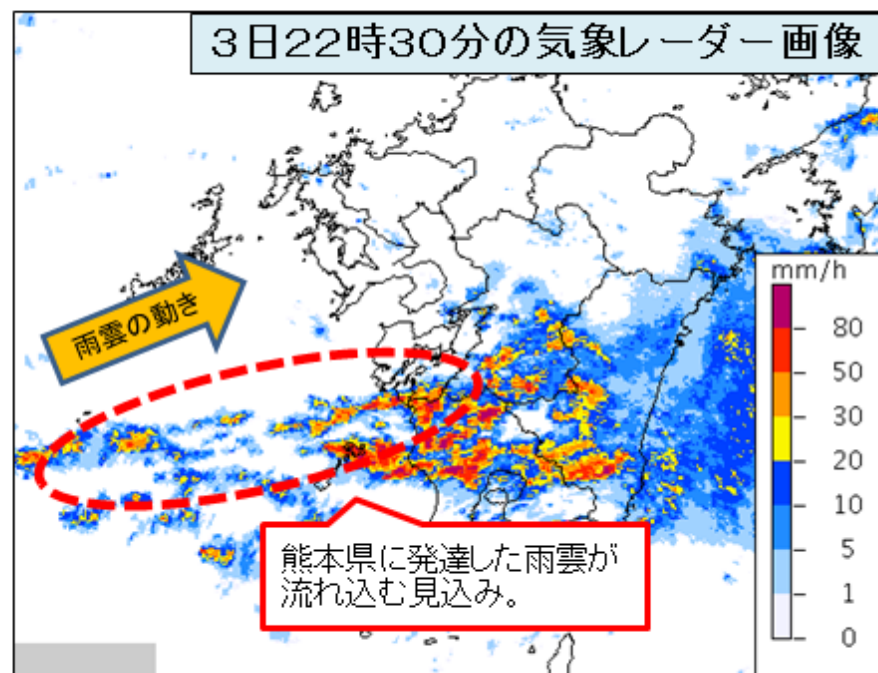 3日22時30分の気象レーダー画像
雨雲の動き
mm/h
80
50
30
20
10
5
1
0
熊本県に発達した雨雲が
流れ込む見込み。